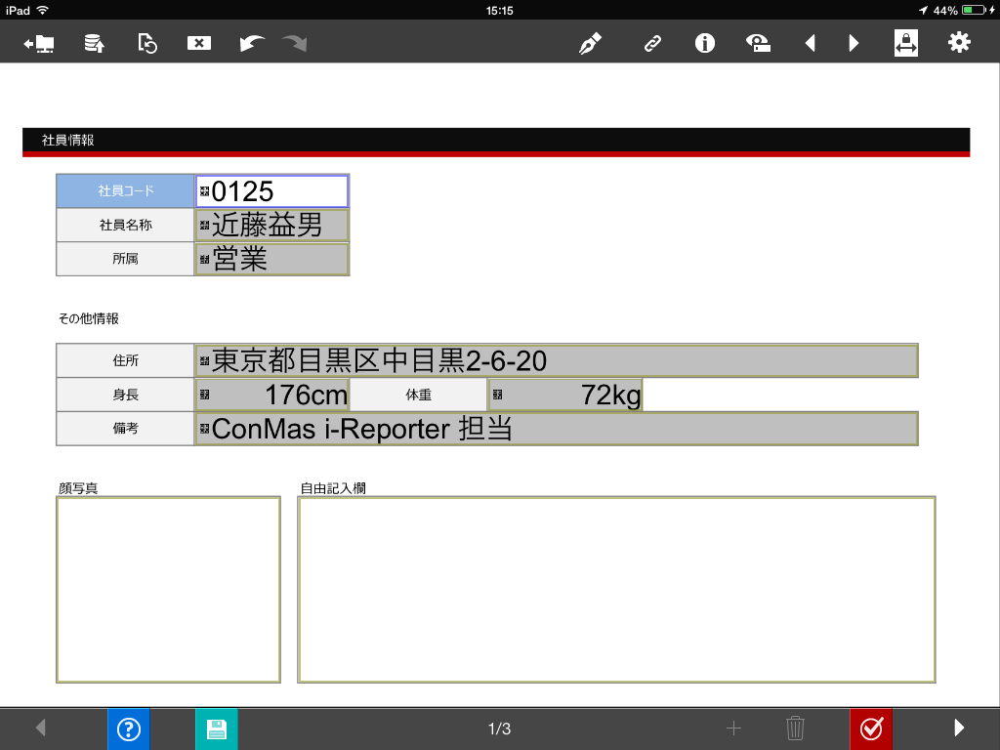 iPad 15:15 44%
社員情報
社員コード 0125
社員名称 近藤益男
所属 営業
その他情報
住所 東京都目黒区中目黒2-6-20
身長 176cm 体重 72kg
備考 ConMas i-Reporter 担当
顔写真 自由記入欄
1/3